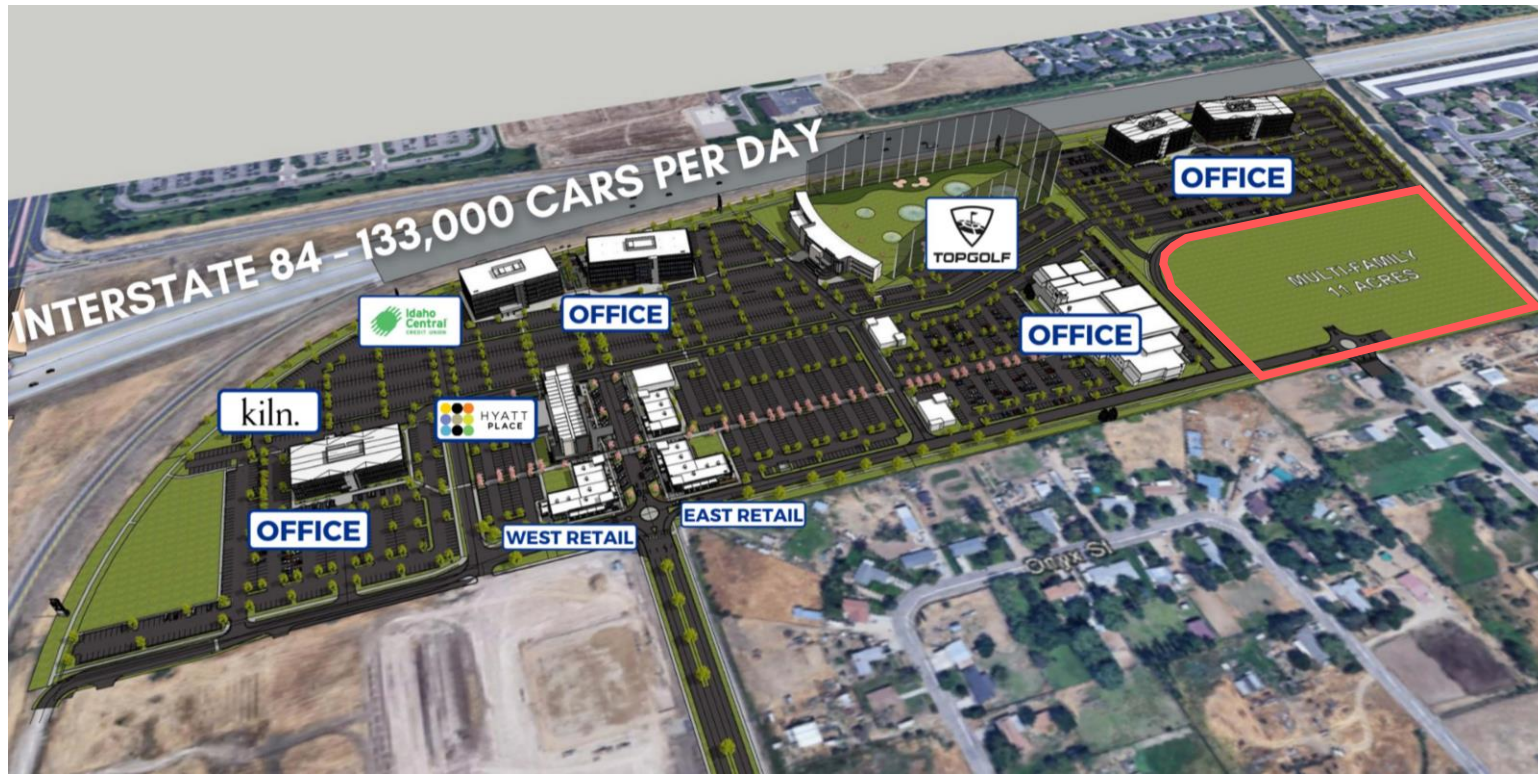 INTERSTATE 84 - 133,000 CARS PER DAY
OFFICE
TOPGOLF
MULTI-FAMILY
11 ACRES
Idaho
Central
CREDIT UNION
OFFICE
OFFICE
kiln.
HYATT
PLACE
OFFICE
WEST RETAIL
EAST RETAIL
Onyx St